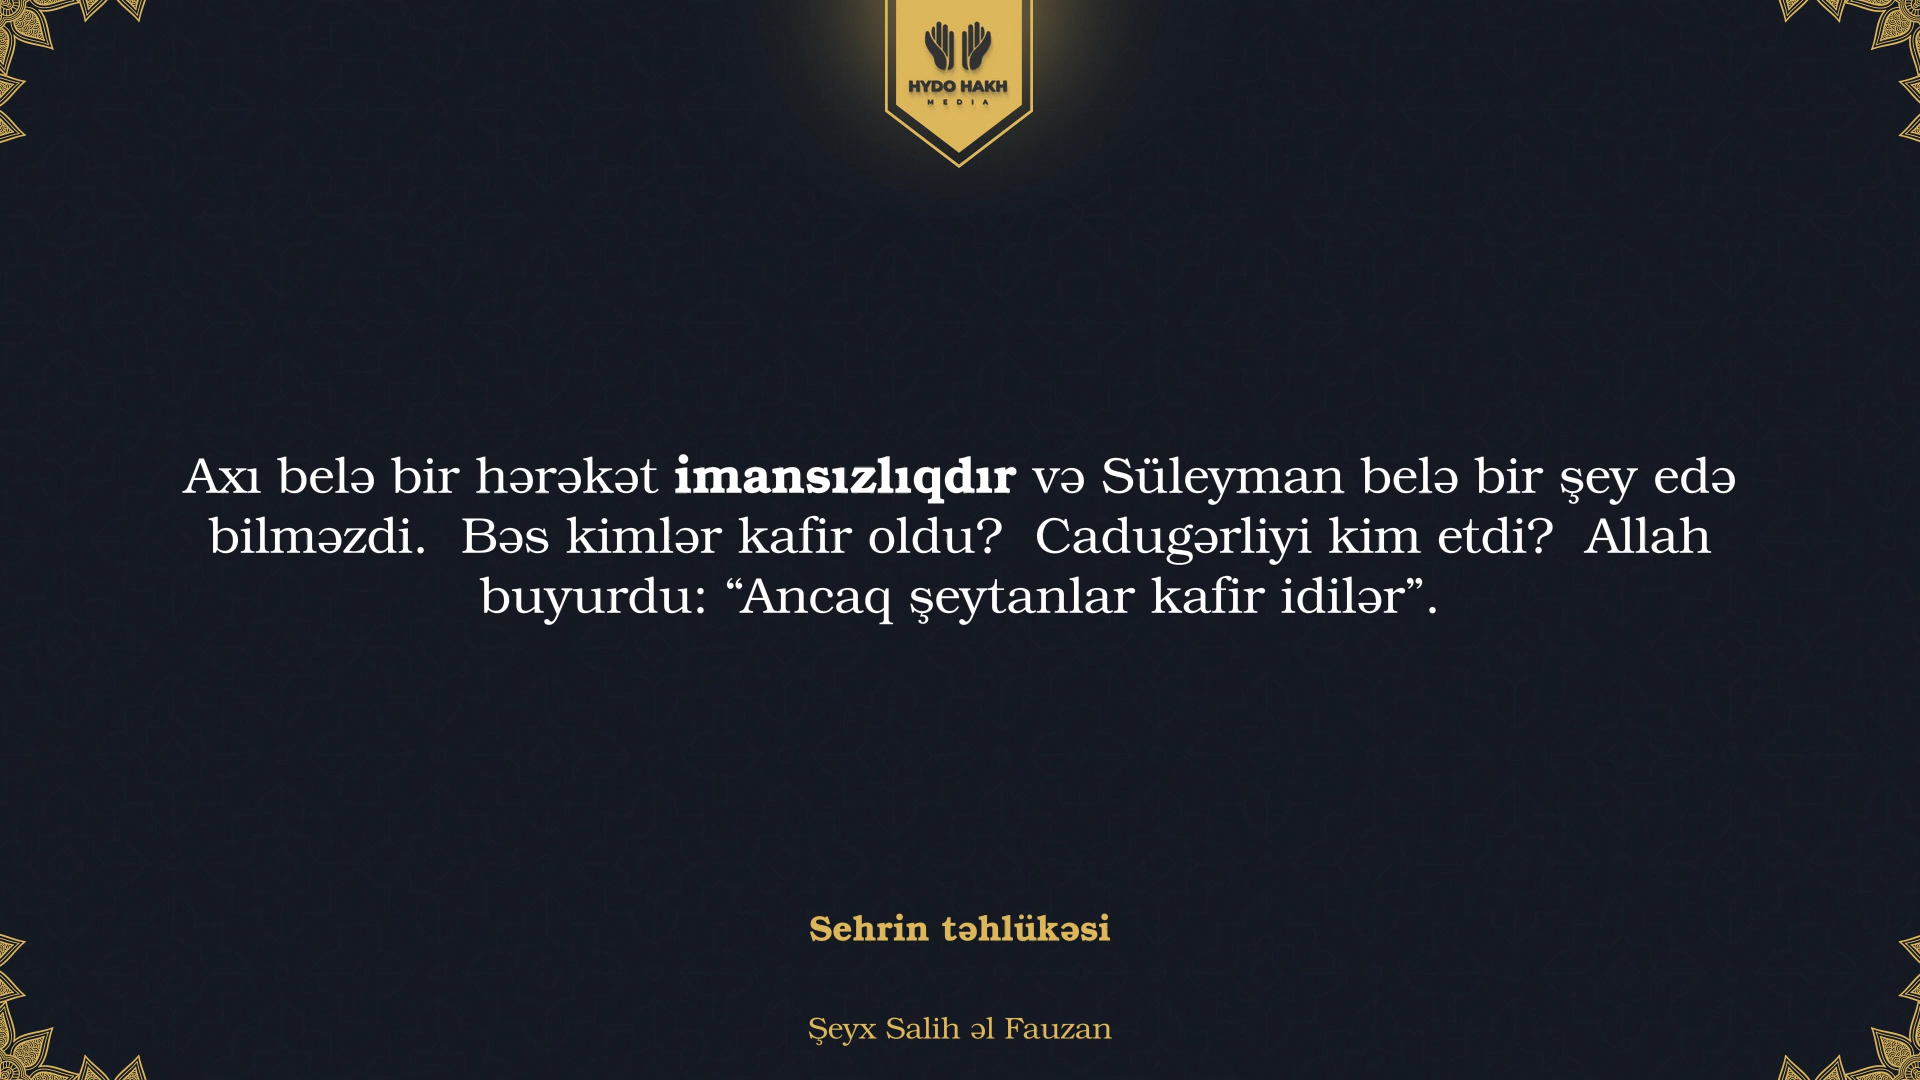 HYDO HAKH
MEDIA
Axı belə bir hərəkət imansızlıqdır və Süleyman belə bir şey edə
bilməzdi.  Bəs kimlər kafir oldu?  Cadugərliyi kim etdi?  Allah
buyurdu: “Ancaq şeytanlar kafir idilər”.
Sehrin təhlükəsi
Şeyx Salih əl Fauzan